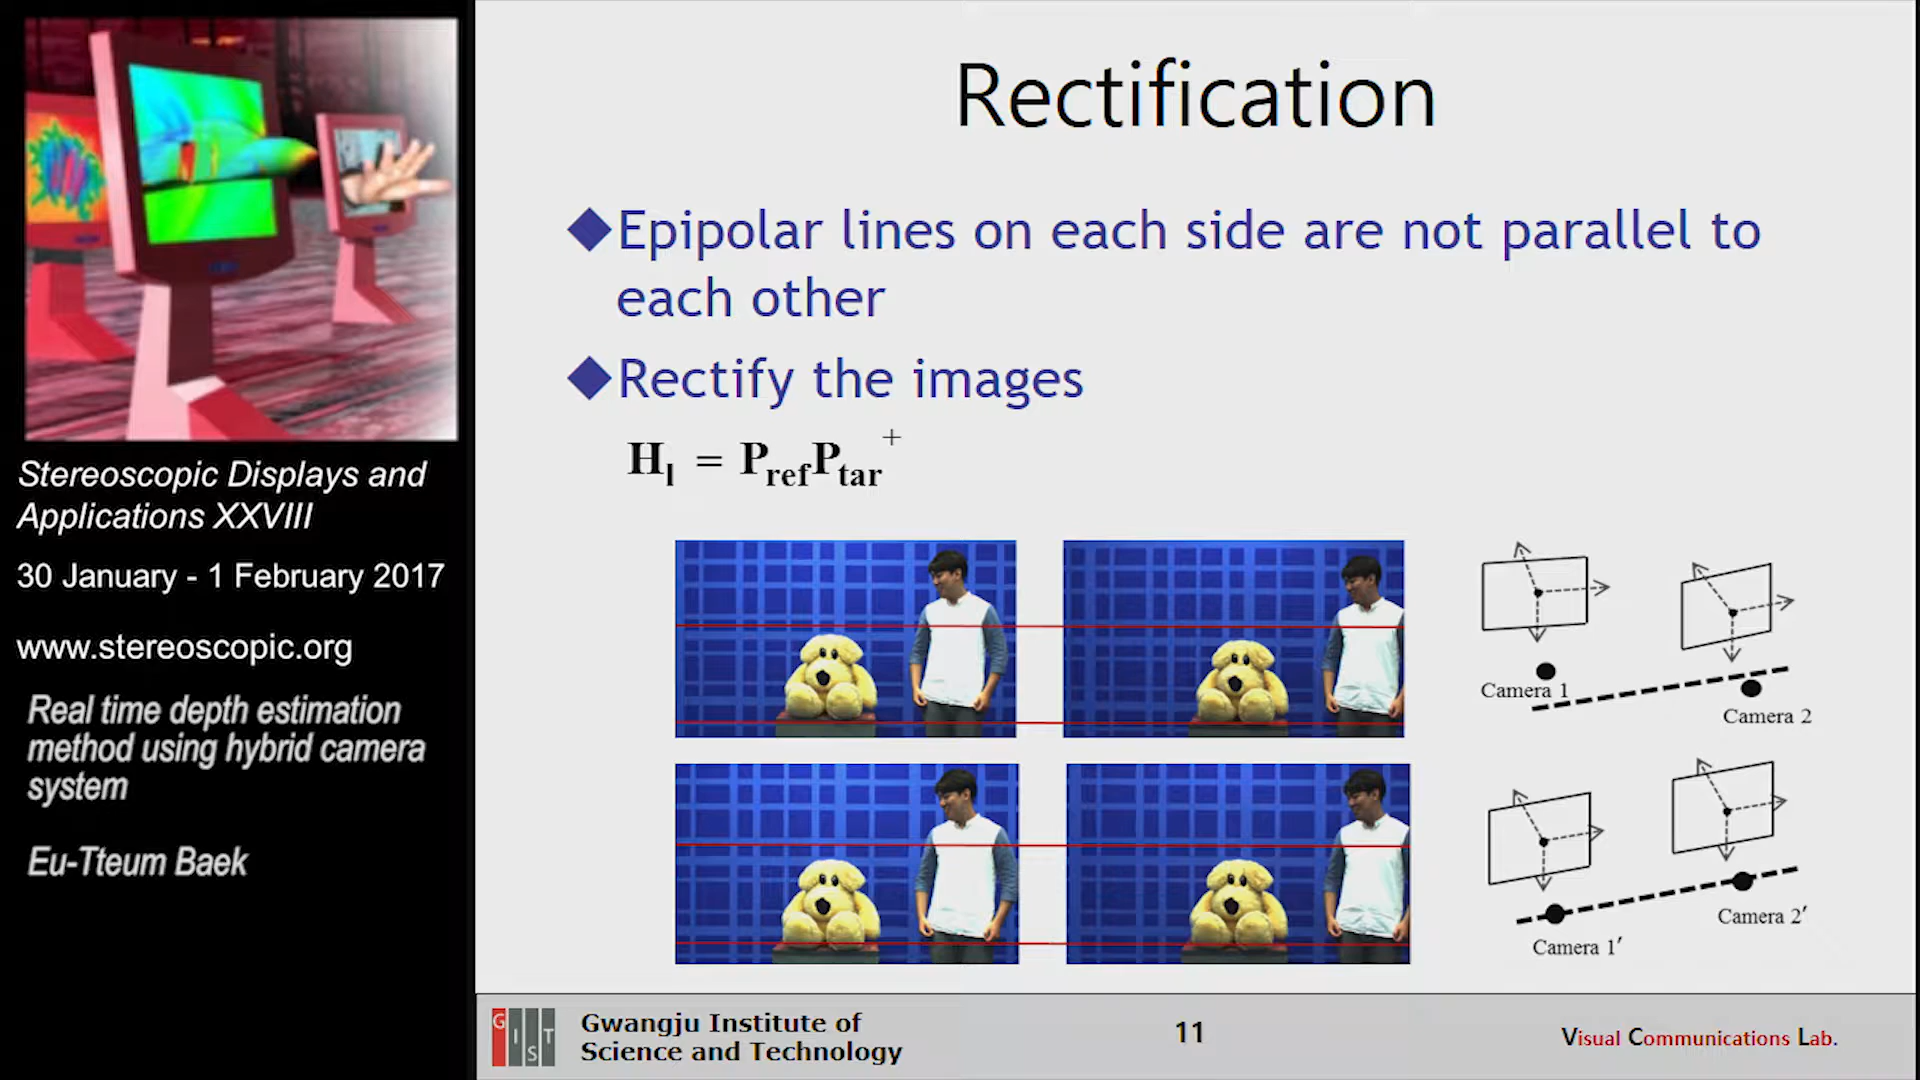 Stereoscopic Displays and
Applications XXVIII
30 January - 1 February 2017
www.stereoscopic.org
Real time depth estimation
method using hybrid camera
system
Eu-Tteum Baek
Rectification
Epipolar lines on each side are not parallel to
each other
Rectify the images
H_l = P_ref P_tar^+
Camera 1
Camera 2
Camera 1′
Camera 2′
GIST
Gwangju Institute of
Science and Technology
11
Visual Communications Lab.